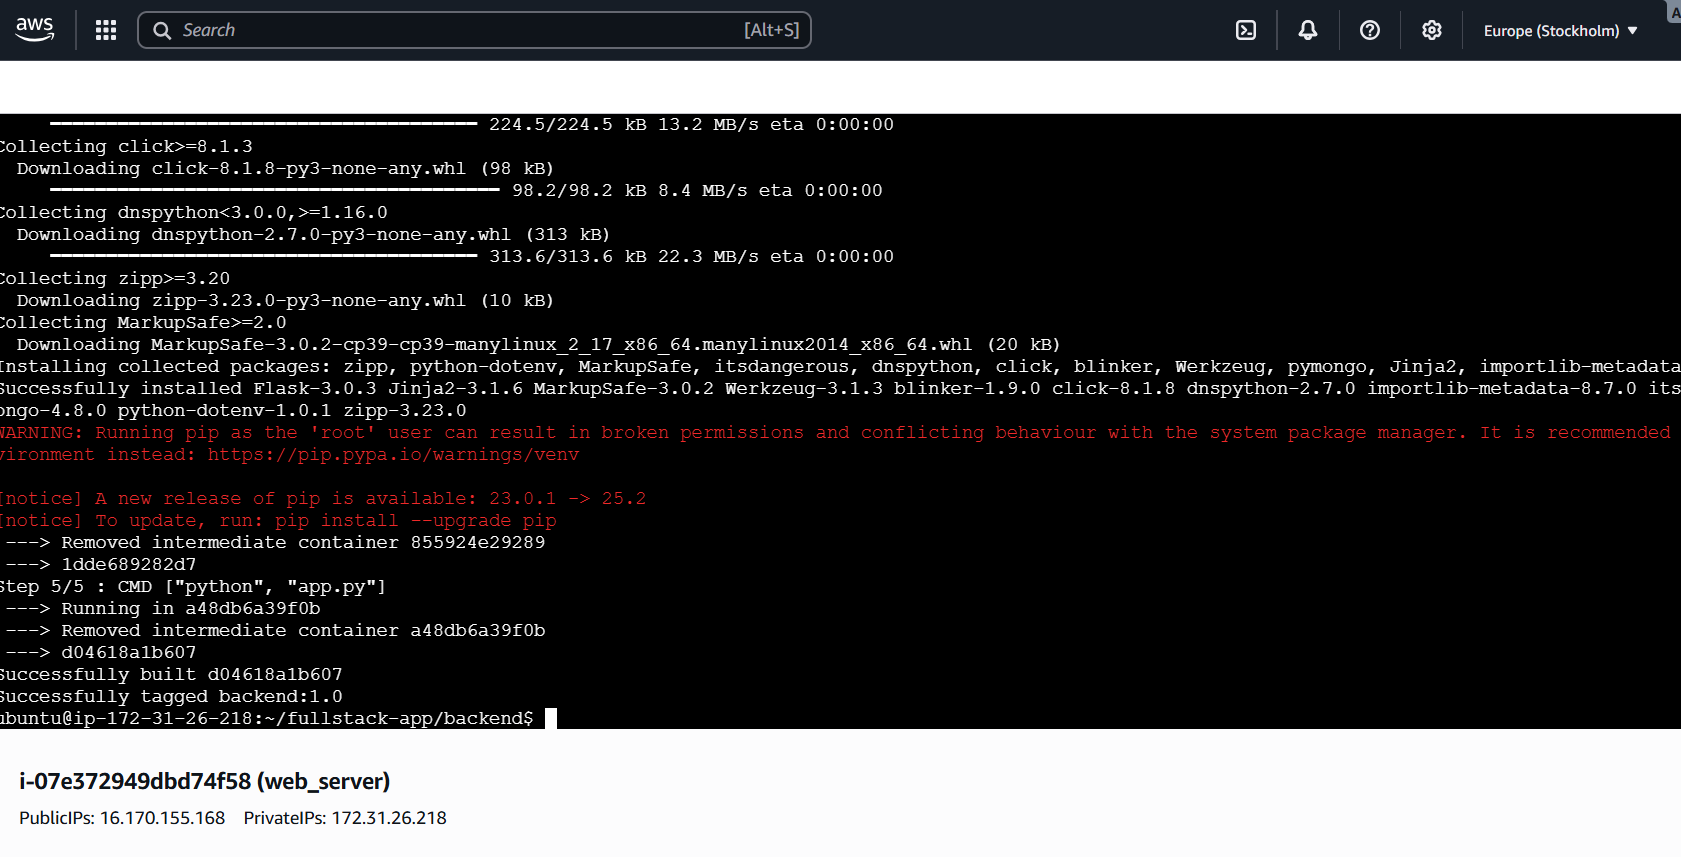 aws
Search
[Alt+S]
Europe (Stockholm)
224.5/224.5 kB 13.2 MB/s eta 0:00:00
Collecting click>=8.1.3
Downloading click-8.1.8-py3-none-any.whl (98 kB)
98.2/98.2 kB 8.4 MB/s eta 0:00:00
Collecting dnspython<3.0.0,>=1.16.0
Downloading dnspython-2.7.0-py3-none-any.whl (313 kB)
313.6/313.6 kB 22.3 MB/s eta 0:00:00
Collecting zipp>=3.20
Downloading zipp-3.23.0-py3-none-any.whl (10 kB)
Collecting MarkupSafe>=2.0
Downloading MarkupSafe-3.0.2-cp39-cp39-manylinux_2_17_x86_64.manylinux2014_x86_64.whl (20 kB)
Installing collected packages: zipp, python-dotenv, MarkupSafe, itsdangerous, dnspython, click, blinker, Werkzeug, pymongo, Jinja2, importlib-metadata
Successfully installed Flask-3.0.3 Jinja2-3.1.6 MarkupSafe-3.0.2 Werkzeug-3.1.3 blinker-1.9.0 click-8.1.8 dnspython-2.7.0 importlib-metadata-8.7.0 its
ongo-4.8.0 python-dotenv-1.0.1 zipp-3.23.0
WARNING: Running pip as the 'root' user can result in broken permissions and conflicting behaviour with the system package manager. It is recommended
vironment instead: https://pip.pypa.io/warnings/venv
[notice] A new release of pip is available: 23.0.1 -> 25.2
[notice] To update, run: pip install --upgrade pip
---> Removed intermediate container 855924e29289
---> 1dde689282d7
Step 5/5 : CMD ["python", "app.py"]
---> Running in a48db6a39f0b
---> Removed intermediate container a48db6a39f0b
---> d04618a1b607
Successfully built d04618a1b607
Successfully tagged backend:1.0
ubuntu@ip-172-31-26-218:~/fullstack-app/backend$
i-07e372949dbd74f58 (web_server)
PublicIPs: 16.170.155.168 PrivateIPs: 172.31.26.218